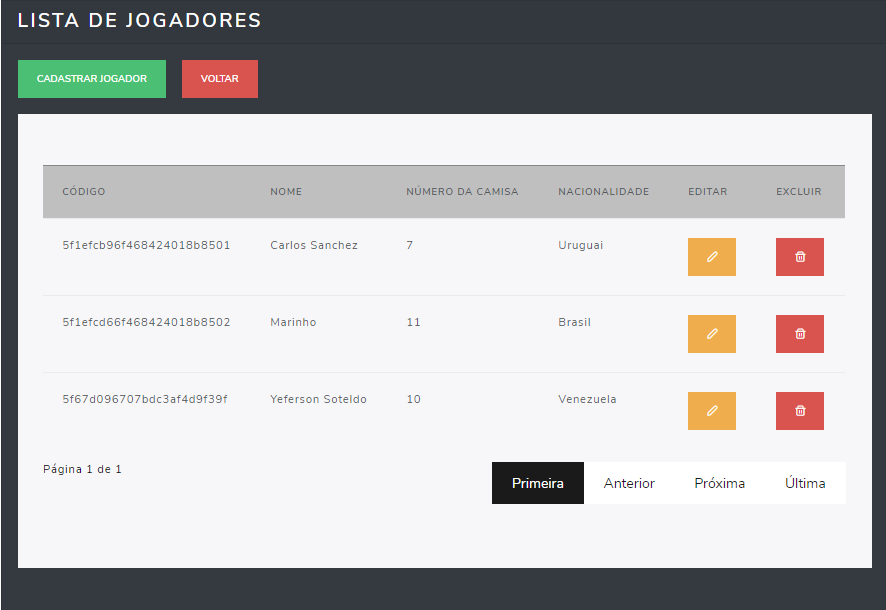 LISTA DE JOGADORES
CADASTRAR JOGADOR VOLTAR
CÓDIGO NOME NÚMERO DA CAMISA NACIONALIDADE EDITAR EXCLUIR
5f1efcb96f468424018b8501 Carlos Sanchez 7 Uruguai
5f1efcd66f468424018b8502 Marinho 11 Brasil
5f67d096707bdc3af4d9f39f Yeferson Soteldo 10 Venezuela
Página 1 de 1 Primeira Anterior Próxima Última